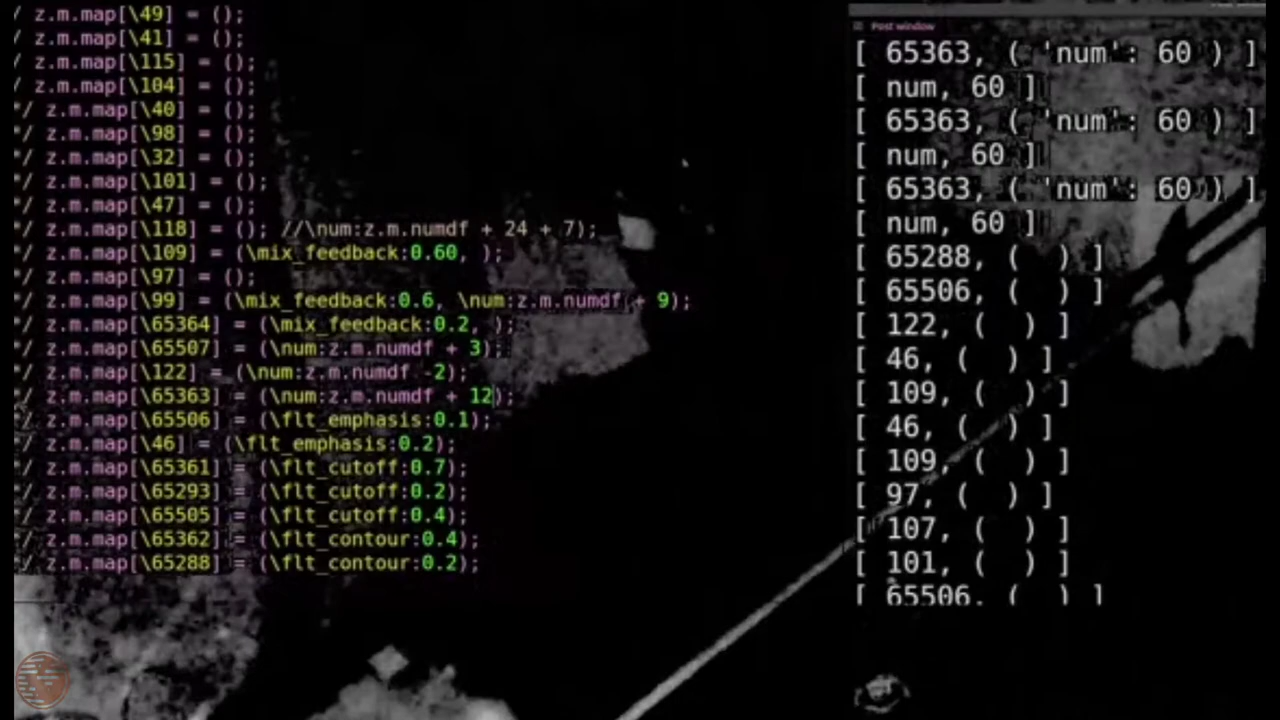 / z.m.map[\49] = ();
/ z.m.map[\41] = ();
/ z.m.map[\115] = ();
/ z.m.map[\104] = ();
*/ z.m.map[\40] = ();
*/ z.m.map[\98] = ();
*/ z.m.map[\32] = ();
*/ z.m.map[\101] = ();
*/ z.m.map[\47] = ();
*/ z.m.map[\118] = (); //\num:z.m.numdf + 24 + 7);
*/ z.m.map[\109] = (\mix_feedback:0.60, );
*/ z.m.map[\97] = ();
*/ z.m.map[\99] = (\mix_feedback:0.6, \num:z.m.numdf + 9);
/ z.m.map[\65364] = (\mix_feedback:0.2, );
/ z.m.map[\65507] = (\num:z.m.numdf + 3);
*/ z.m.map[\122] = (\num:z.m.numdf -2);
/ z.m.map[\65363] = (\num:z.m.numdf + 12);
/ z.m.map[\65506] = (\flt_emphasis:0.1);
*/ z.m.map[\46] = (\flt_emphasis:0.2);
/ z.m.map[\65361] = (\flt_cutoff:0.7);
/ z.m.map[\65293] = (\flt_cutoff:0.2);
/ z.m.map[\65505] = (\flt_cutoff:0.4);
/ z.m.map[\65362] = (\flt_contour:0.4);
/ z.m.map[\65288] = (\flt_contour:0.2);
Post window
[ 65363, ( 'num': 60 ) ]
[ num, 60 ]
[ 65363, ( 'num': 60 ) ]
[ num, 60 ]
[ 65363, ( 'num': 60 ) ]
[ num, 60 ]
[ 65288, ( ) ]
[ 65506, ( ) ]
[ 122, ( ) ]
[ 46, ( ) ]
[ 109, ( ) ]
[ 46, ( ) ]
[ 109, ( ) ]
[ 97, ( ) ]
[ 107, ( ) ]
[ 101, ( ) ]
[ 65506, ( ) ]